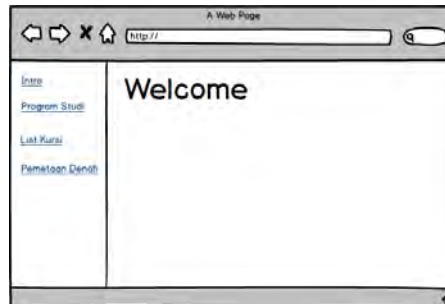 A Web Page
http://
Intro
Program Studi
List Kursi
Pemetaan Denah
Welcome